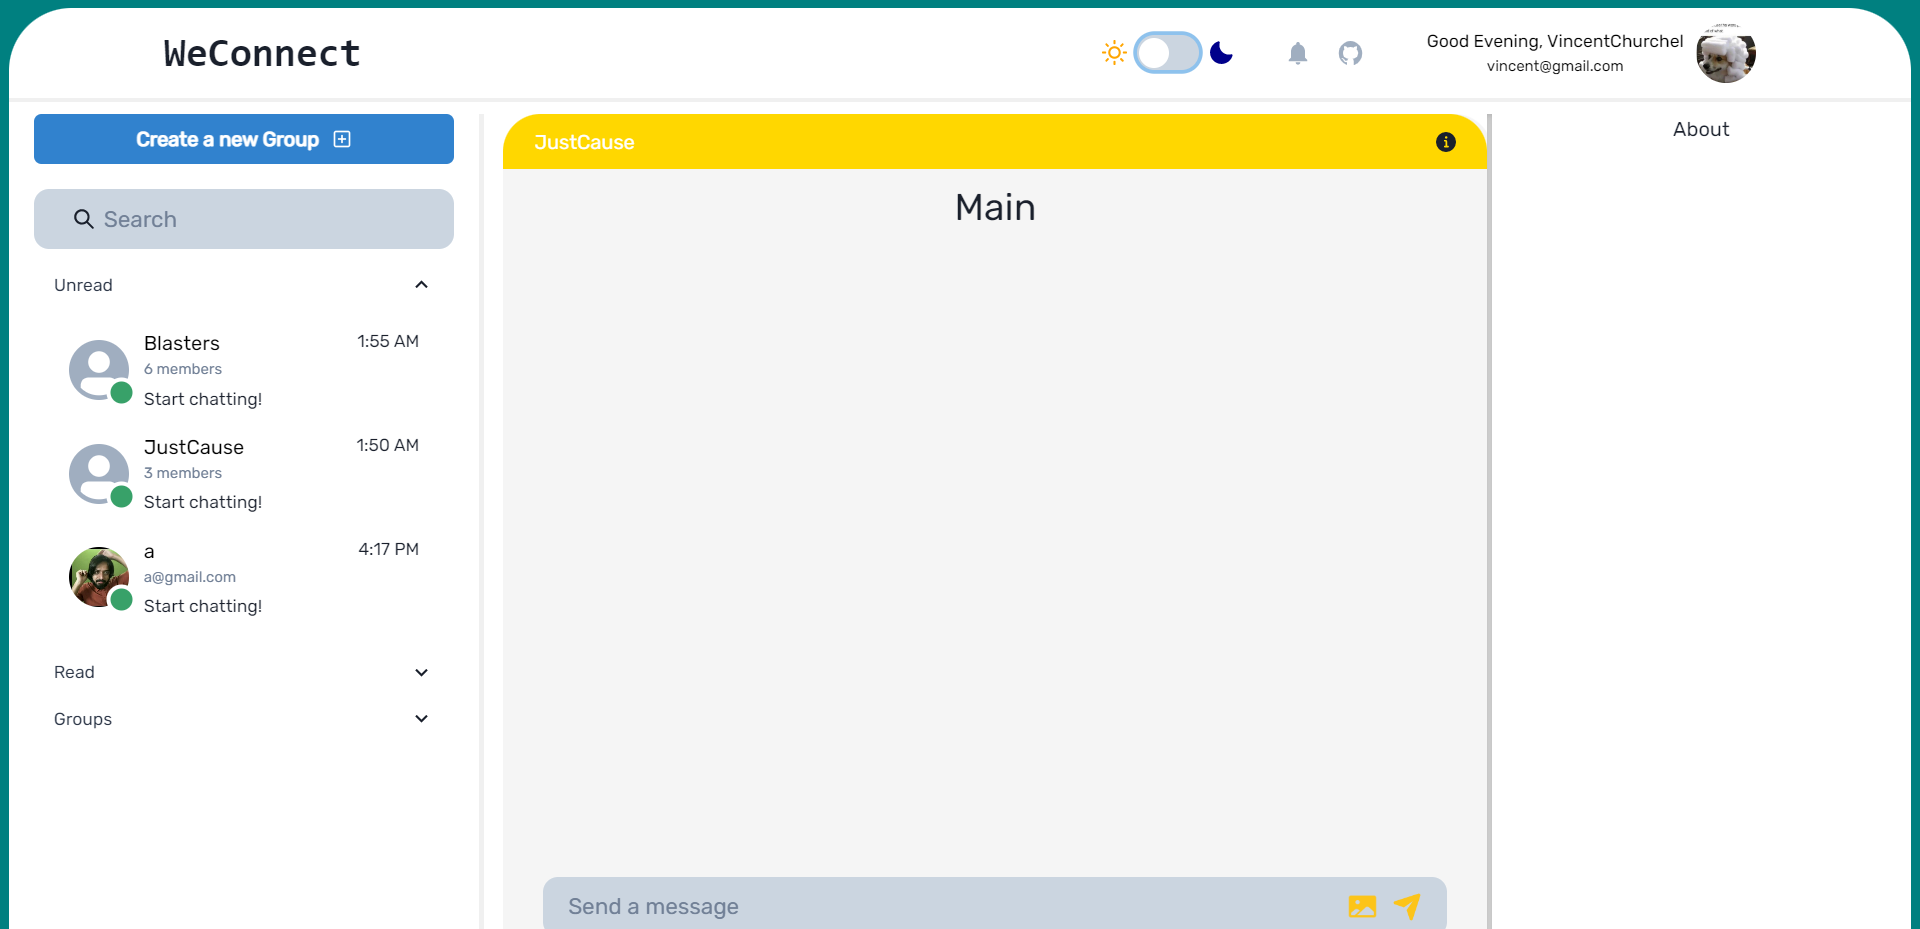 WeConnect
Good Evening, VincentChurchel
vincent@gmail.com
Create a new Group
Search
Unread
Blasters
1:55 AM
6 members
Start chatting!
JustCause
1:50 AM
3 members
Start chatting!
a
4:17 PM
a@gmail.com
Start chatting!
Read
Groups
JustCause
Main
Send a message
About